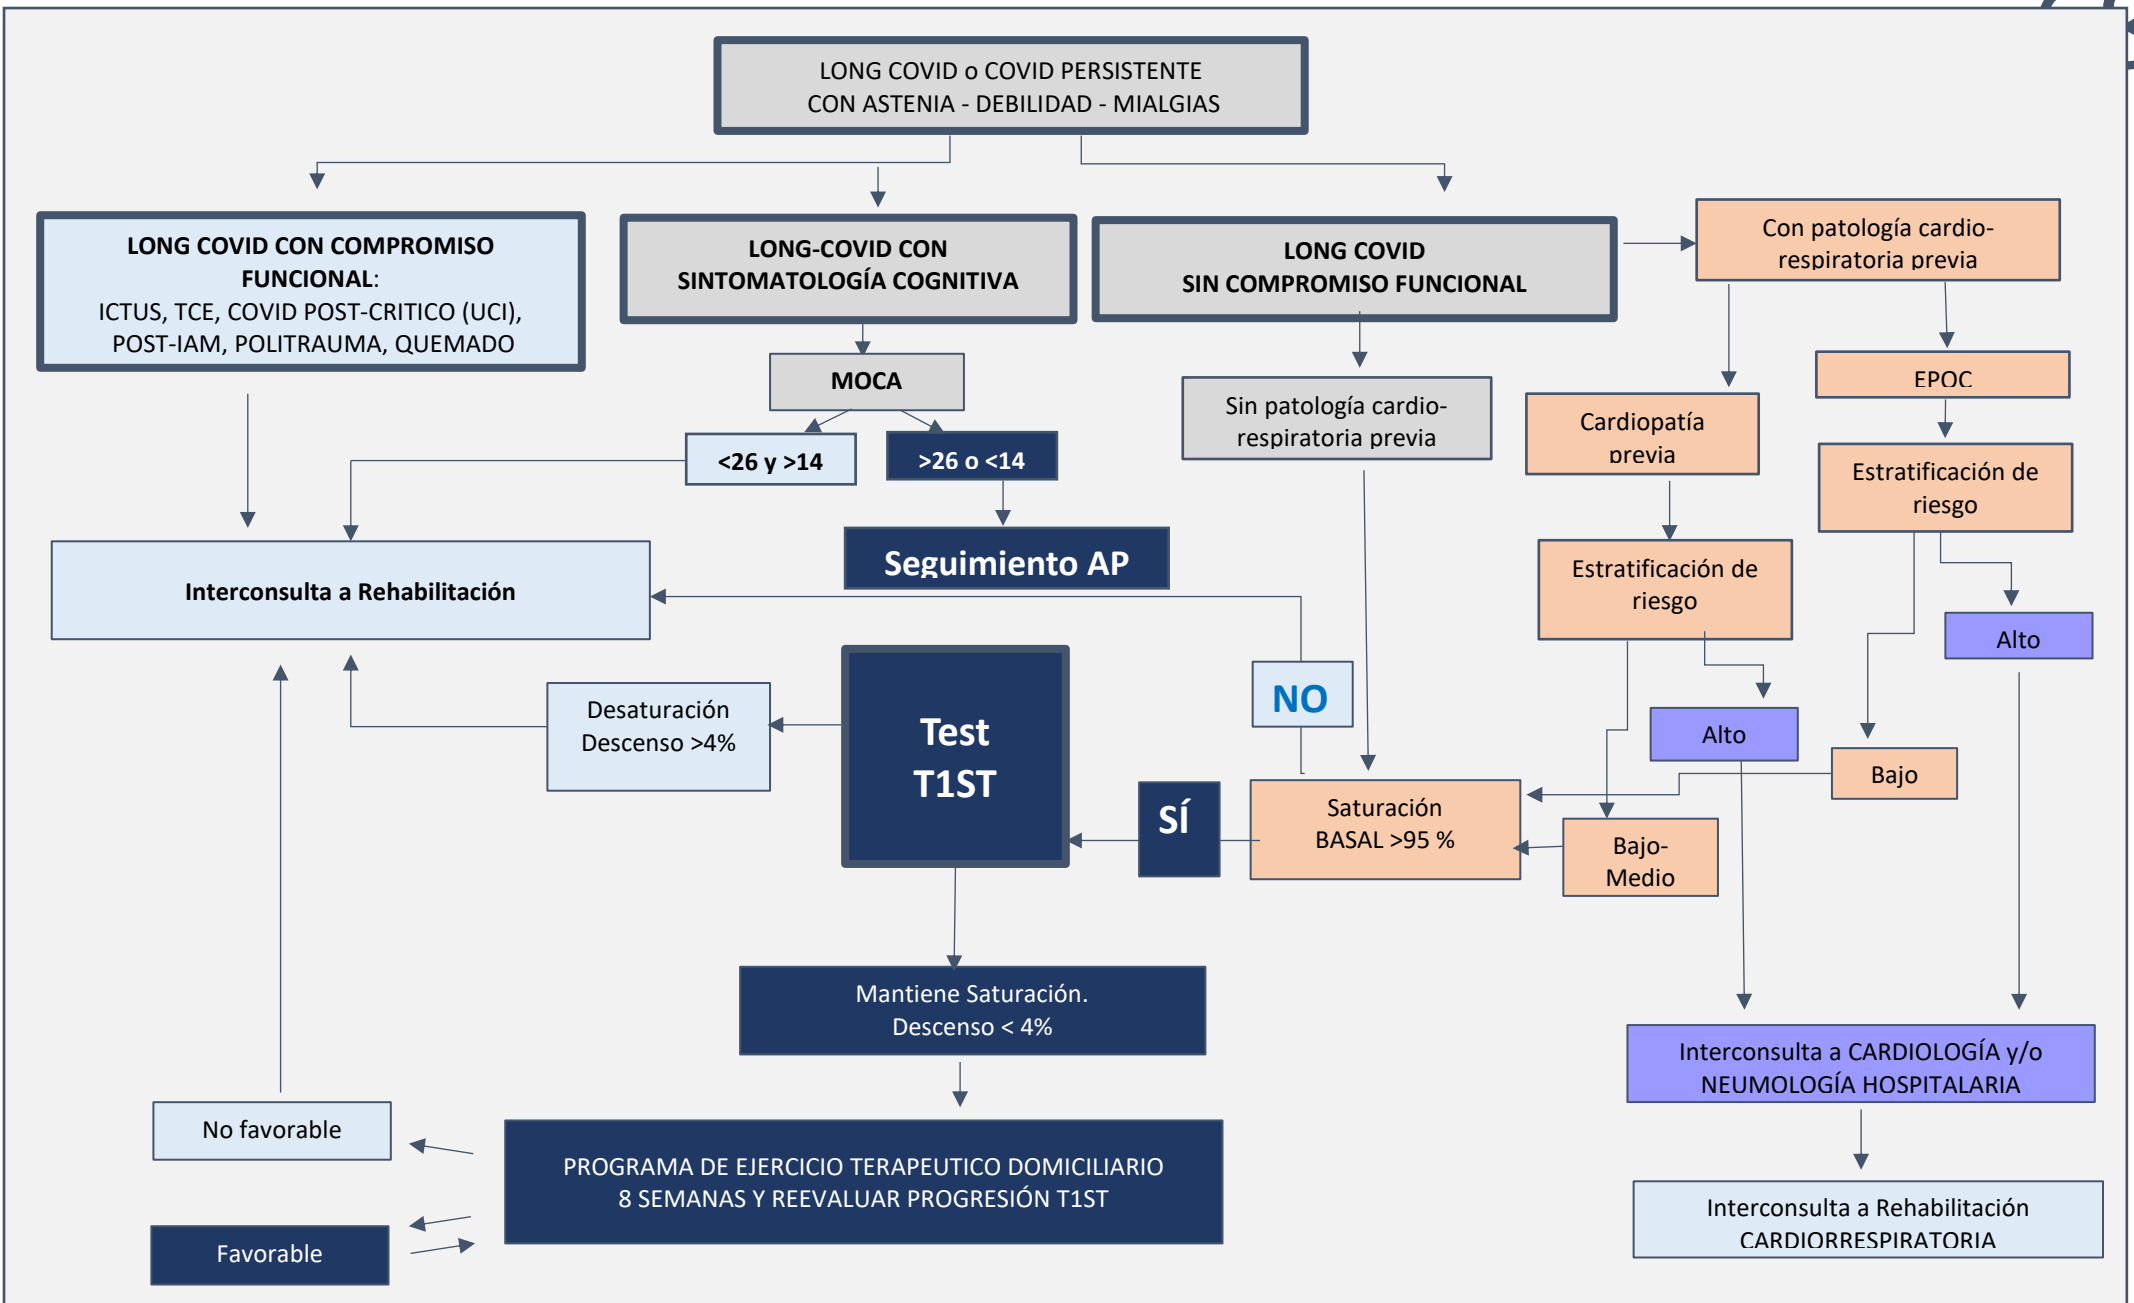 LONG COVID o COVID PERSISTENTE
CON ASTENIA - DEBILIDAD - MIALGIAS
LONG COVID CON COMPROMISO
FUNCIONAL:
ICTUS, TCE, COVID POST-CRITICO (UCI),
POST-IAM, POLITRAUMA, QUEMADO
LONG-COVID CON
SINTOMATOLOGÍA COGNITIVA
LONG COVID
SIN COMPROMISO FUNCIONAL
Con patología cardio-
respiratoria previa
MOCA
<26 y >14
>26 o <14
Seguimiento AP
Sin patología cardio-
respiratoria previa
Cardiopatía
previa
EPOC
Estratificación de
riesgo
Estratificación de
riesgo
Alto
Alto
Bajo
Bajo-
Medio
Interconsulta a Rehabilitación
Desaturación
Descenso >4%
Test
T1ST
NO
SÍ
Saturación
BASAL >95 %
Mantiene Saturación.
Descenso < 4%
PROGRAMA DE EJERCICIO TERAPEUTICO DOMICILIARIO
8 SEMANAS Y REEVALUAR PROGRESIÓN T1ST
No favorable
Favorable
Interconsulta a CARDIOLOGÍA y/o
NEUMOLOGÍA HOSPITALARIA
Interconsulta a Rehabilitación
CARDIORRESPIRATORIA